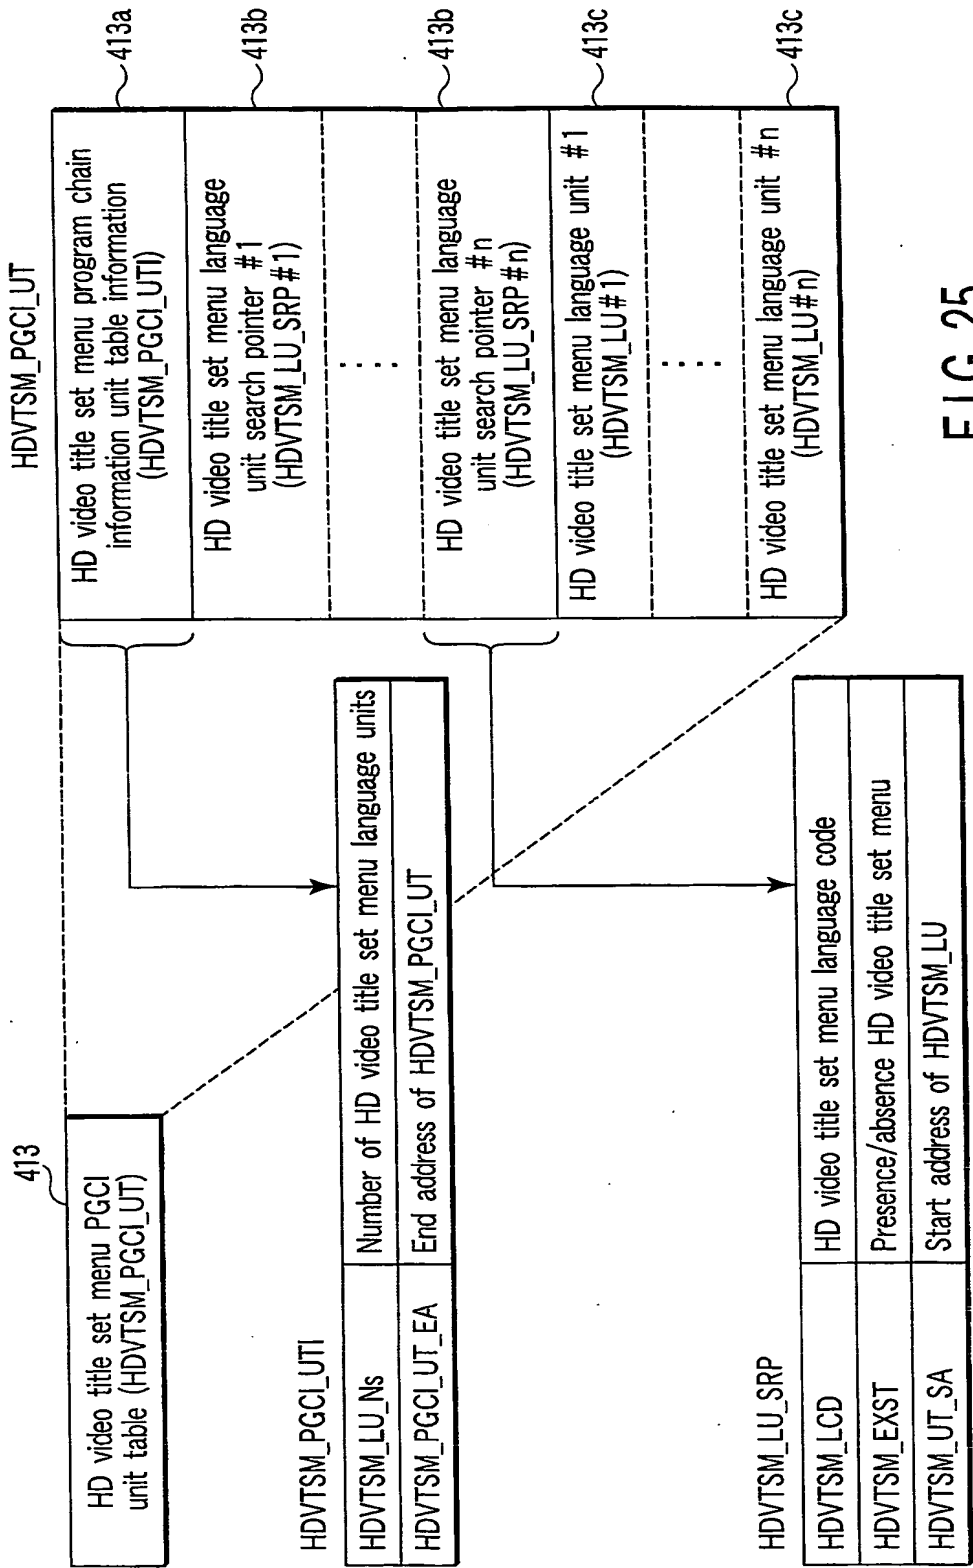 413
HD video title set menu PGCI
unit table (HDVTSM_PGCI_UT)
HDVTSM_PGCI_UTI
HDVTSM_LU_Ns
Number of HD video title set menu language units
HDVTSM_PGCI_UT_EA
End address of HDVTSM_PGCI_UT
HDVTSM_LU_SRP
HDVTSM_LCD
HD video title set menu language code
HDVTSM_EXST
Presence/absence HD video title set menu
HDVTSM_UT_SA
Start address of HDVTSM_LU
HDVTSM_PGCI_UT
HD video title set menu program chain
information unit table information
(HDVTSM_PGCI_UTI)
413a
HD video title set menu language
unit search pointer #1
(HDVTSM_LU_SRP#1)
413b
HD video title set menu language
unit search pointer #n
(HDVTSM_LU_SRP#n)
413b
HD video title set menu language unit #1
(HDVTSM_LU#1)
413c
HD video title set menu language unit #n
(HDVTSM_LU#n)
413c
FIG. 25